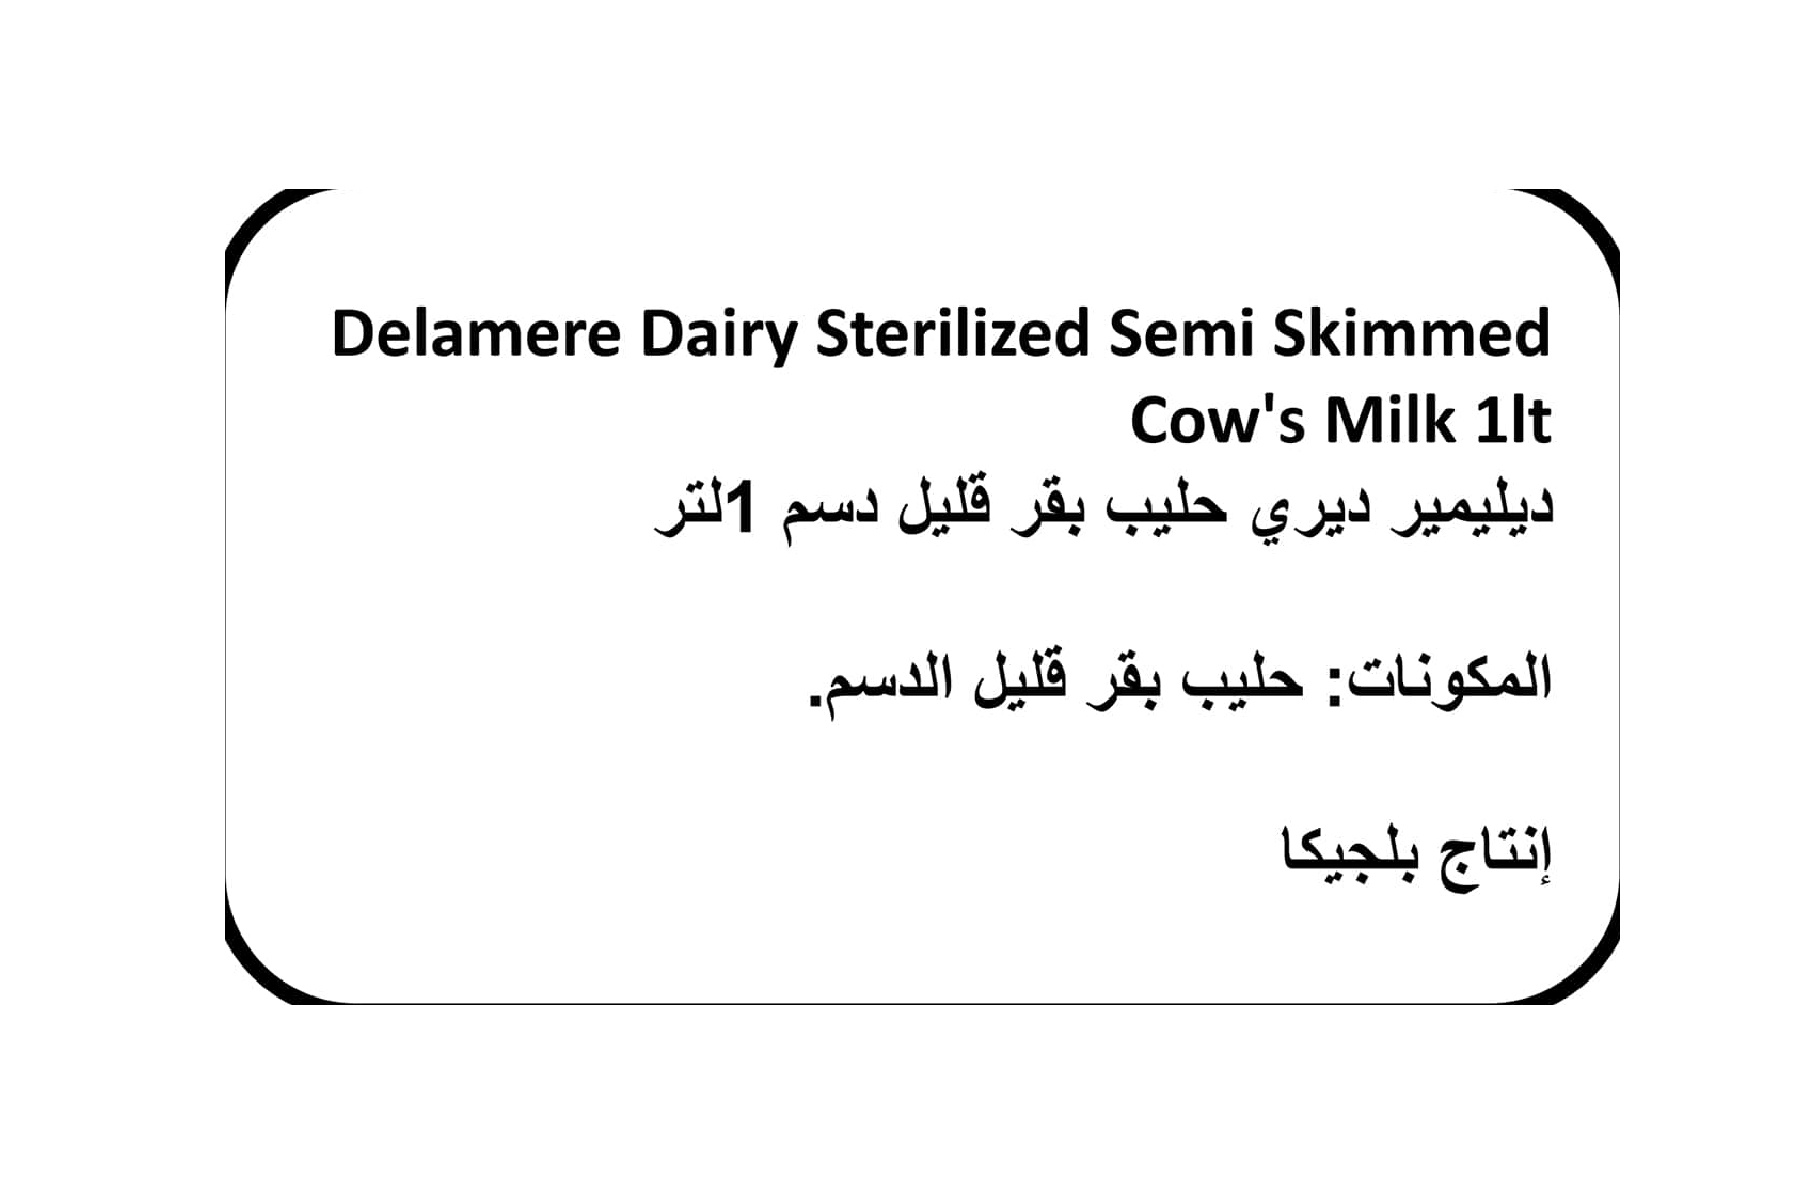 Delamere Dairy Sterilized Semi Skimmed
Cow's Milk 1lt
ديليمير ديري حليب بقر قليل دسم 1لتر
المكونات: حليب بقر قليل الدسم.
إنتاج بلجيكا